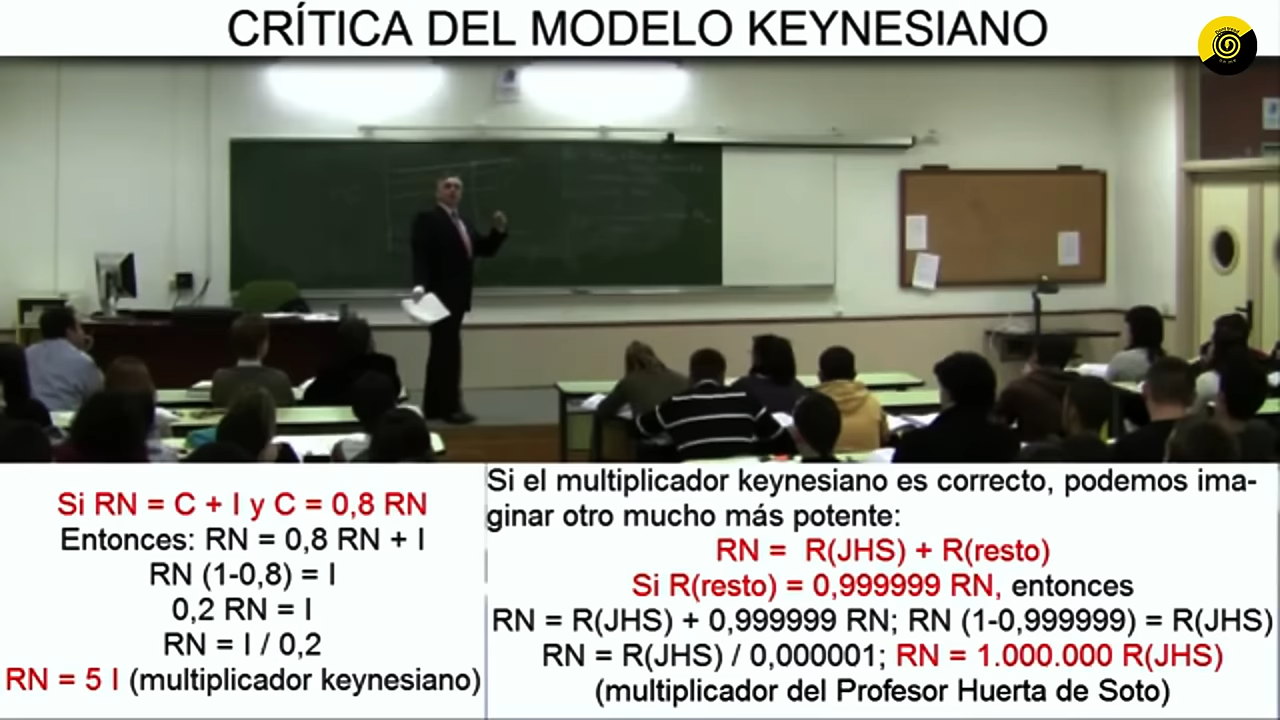 CRÍTICA DEL MODELO KEYNESIANO
Si RN = C + I y C = 0,8 RN
Entonces: RN = 0,8 RN + I
RN (1-0,8) = I
0,2 RN = I
RN = I / 0,2
RN = 5 I (multiplicador keynesiano)
Si el multiplicador keynesiano es correcto, podemos ima-
ginar otro mucho más potente:
RN = R(JHS) + R(resto)
Si R(resto) = 0,999999 RN, entonces
RN = R(JHS) + 0,999999 RN; RN (1-0,999999) = R(JHS)
RN = R(JHS) / 0,000001; RN = 1.000.000 R(JHS)
(multiplicador del Profesor Huerta de Soto)